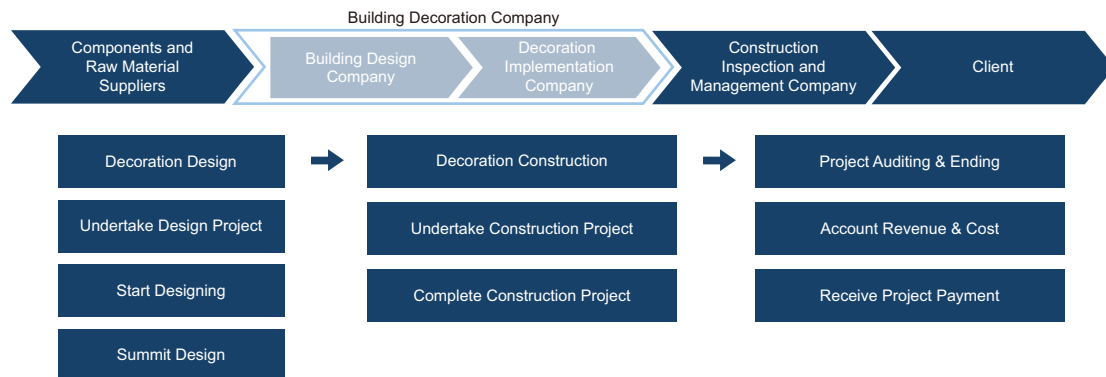 Building Decoration Company
Components and
Raw Material
Suppliers
Building Design
Company
Decoration
Implementation
Company
Construction
Inspection and
Management Company
Client
Decoration Design
Decoration Construction
Project Auditing & Ending
Undertake Design Project
Undertake Construction Project
Account Revenue & Cost
Start Designing
Complete Construction Project
Receive Project Payment
Summit Design